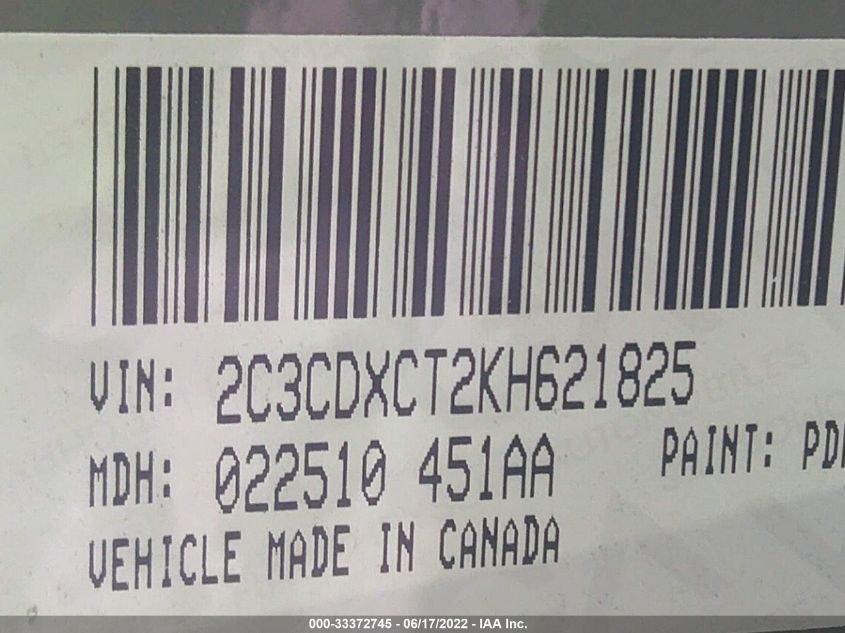 VIN: 2C3CDXCT2KH621825
MDH: 022510 451AA PAINT: PD
VEHICLE MADE IN CANADA
000-33372745 - 06/17/2022 - IAA Inc.